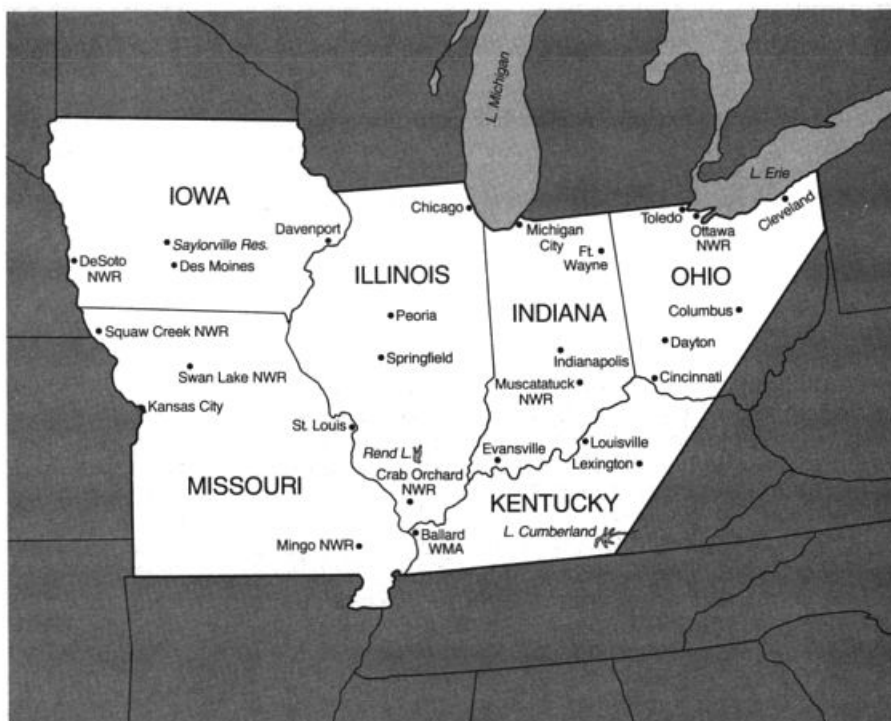 L. Michigan
L. Erie
IOWA
Chicago
Toledo
Cleveland
Michigan
City
Ottawa
NWR
Davenport
Saylorville Res.
Ft.
Wayne
DeSoto
NWR
Des Moines
ILLINOIS
OHIO
Peoria
INDIANA
Columbus
Squaw Creek NWR
Dayton
Springfield
Indianapolis
Swan Lake NWR
Cincinnati
Muscatatuck
NWR
Kansas City
St. Louis
Rend L.
Evansville
Louisville
Lexington
Crab Orchard
NWR
MISSOURI
KENTUCKY
L. Cumberland
Ballard
WMA
Mingo NWR